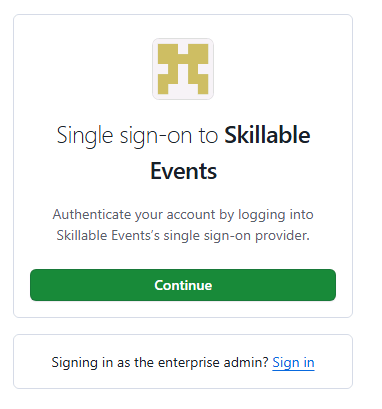 Single sign-on to Skillable
Events
Authenticate your account by logging into
Skillable Events's single sign-on provider.
Continue
Signing in as the enterprise admin? Sign in